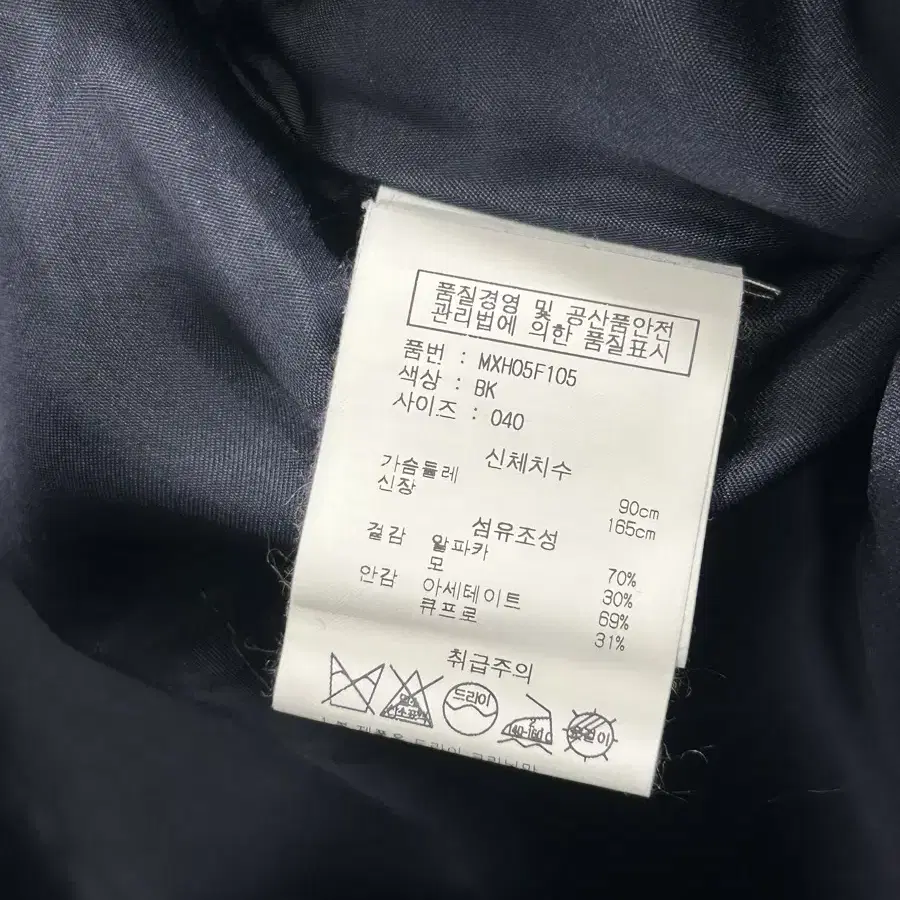 품질경영 및 공산품안전
관리법에 의한 품질표시
품번 : MXH05F105
색상 : BK
사이즈 : 040
신체치수
가슴둘레 90cm
신장 165cm
섬유조성
겉감 알파카 70%
모 30%
안감 아세테이트 69%
큐프로 31%
취급주의
드라이